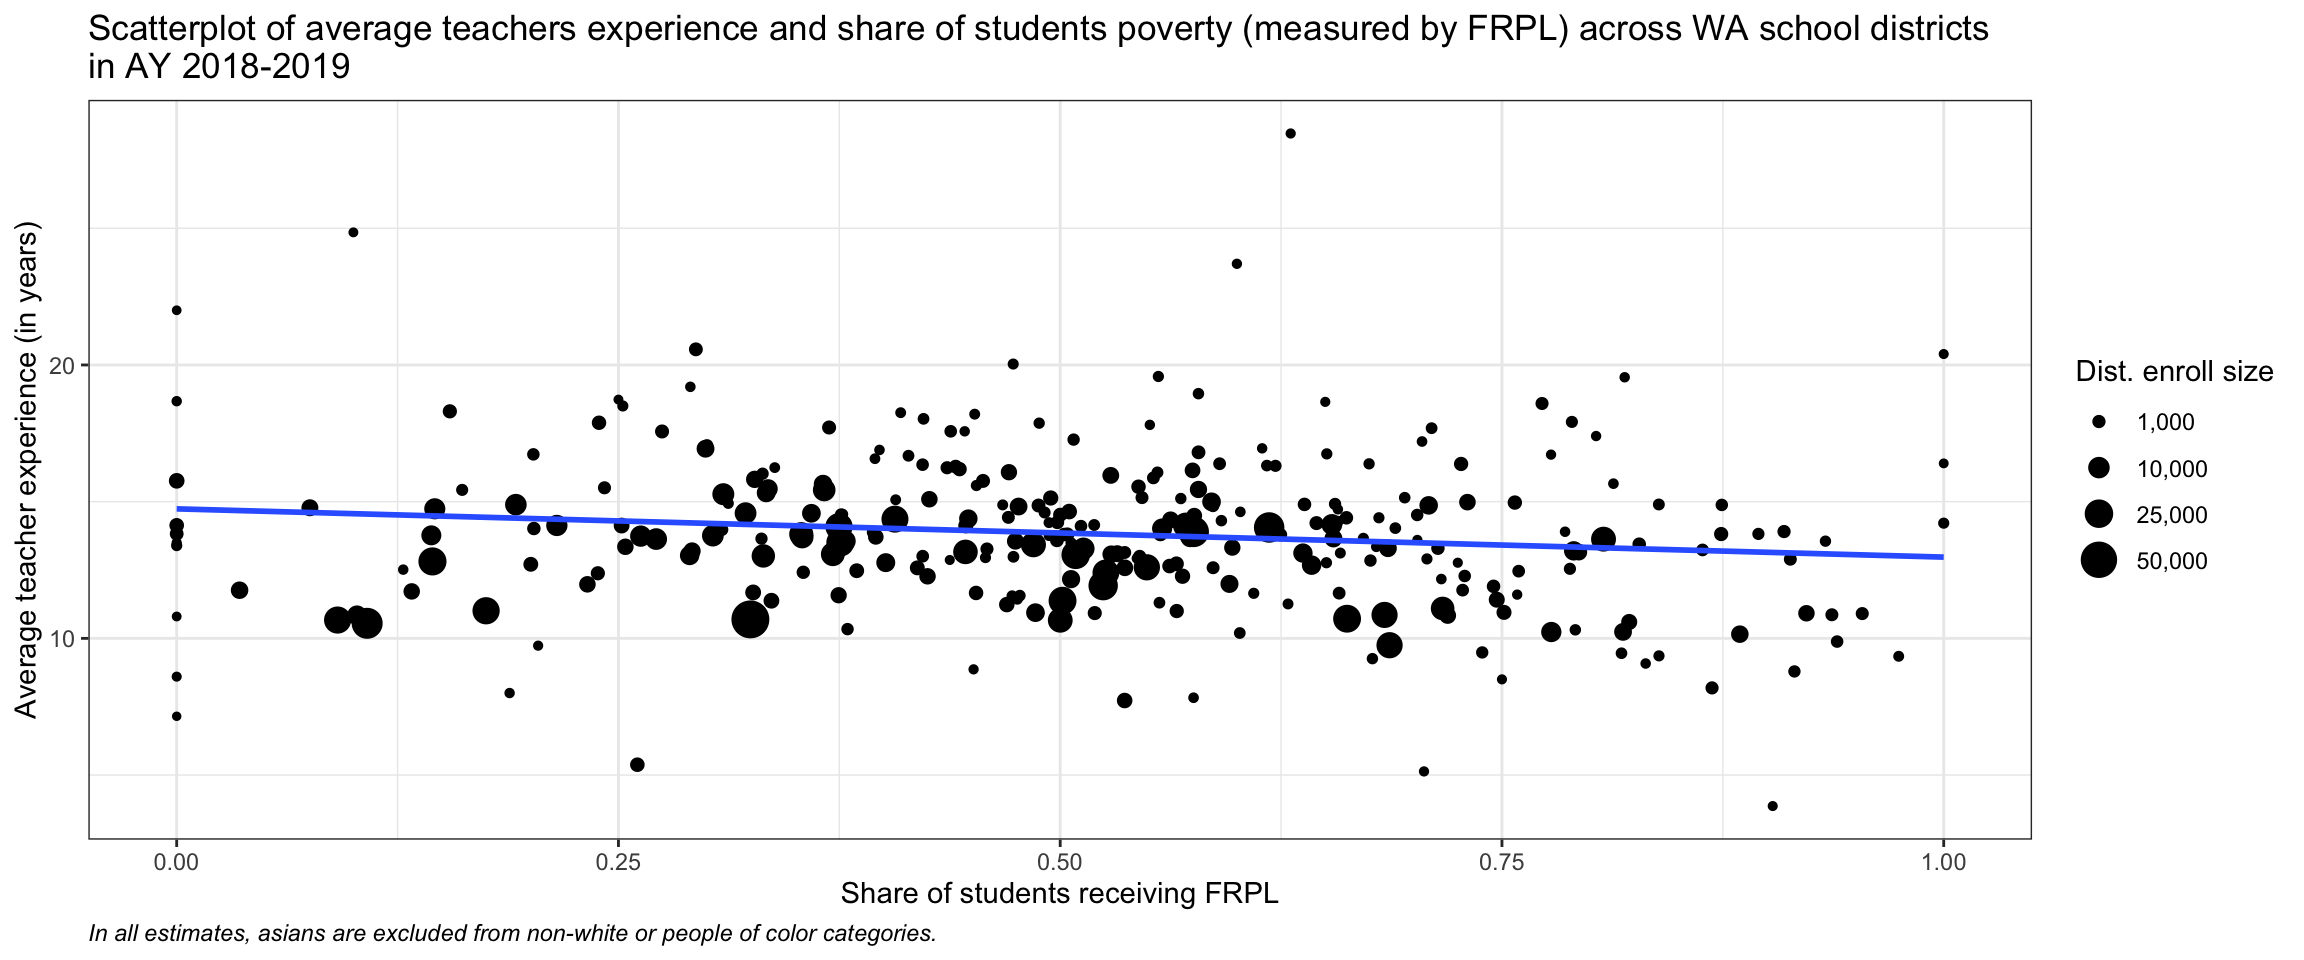 Scatterplot of average teachers experience and share of students poverty (measured by FRPL) across WA school districts
in AY 2018-2019
Average teacher experience (in years)
20
10
0.00
0.25
0.50
0.75
1.00
Share of students receiving FRPL
Dist. enroll size
1,000
10,000
25,000
50,000
In all estimates, asians are excluded from non-white or people of color categories.